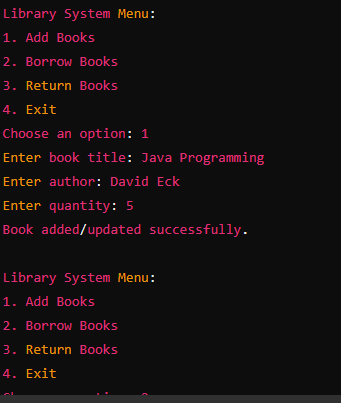 Library System Menu:
1. Add Books
2. Borrow Books
3. Return Books
4. Exit
Choose an option: 1
Enter book title: Java Programming
Enter author: David Eck
Enter quantity: 5
Book added/updated successfully.
Library System Menu:
1. Add Books
2. Borrow Books
3. Return Books
4. Exit